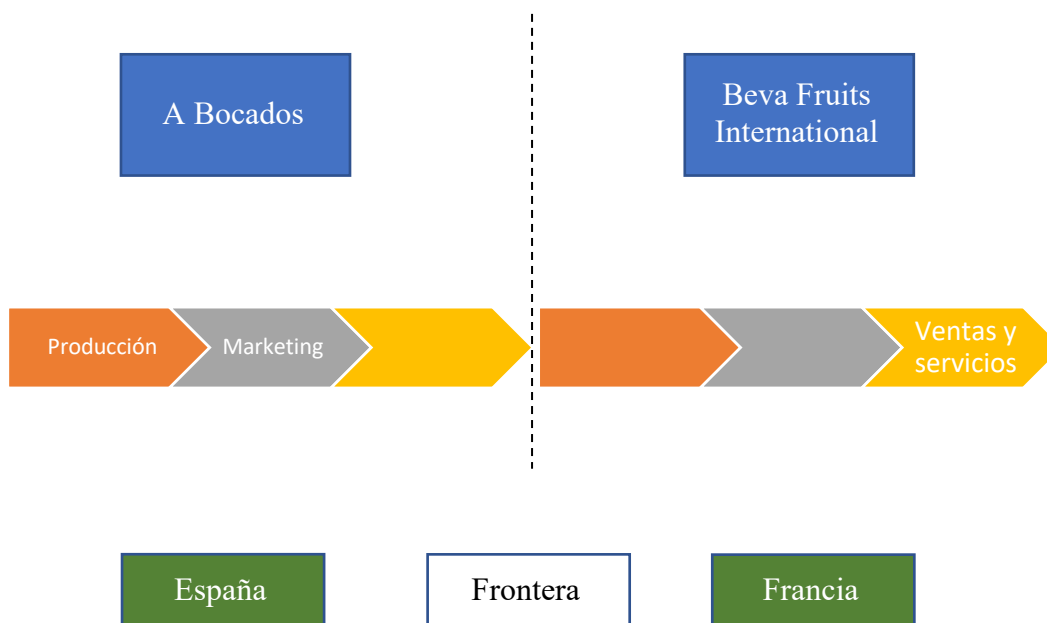 A Bocados
Beva Fruits
International
Producción
Marketing
Ventas y
servicios
España
Frontera
Francia